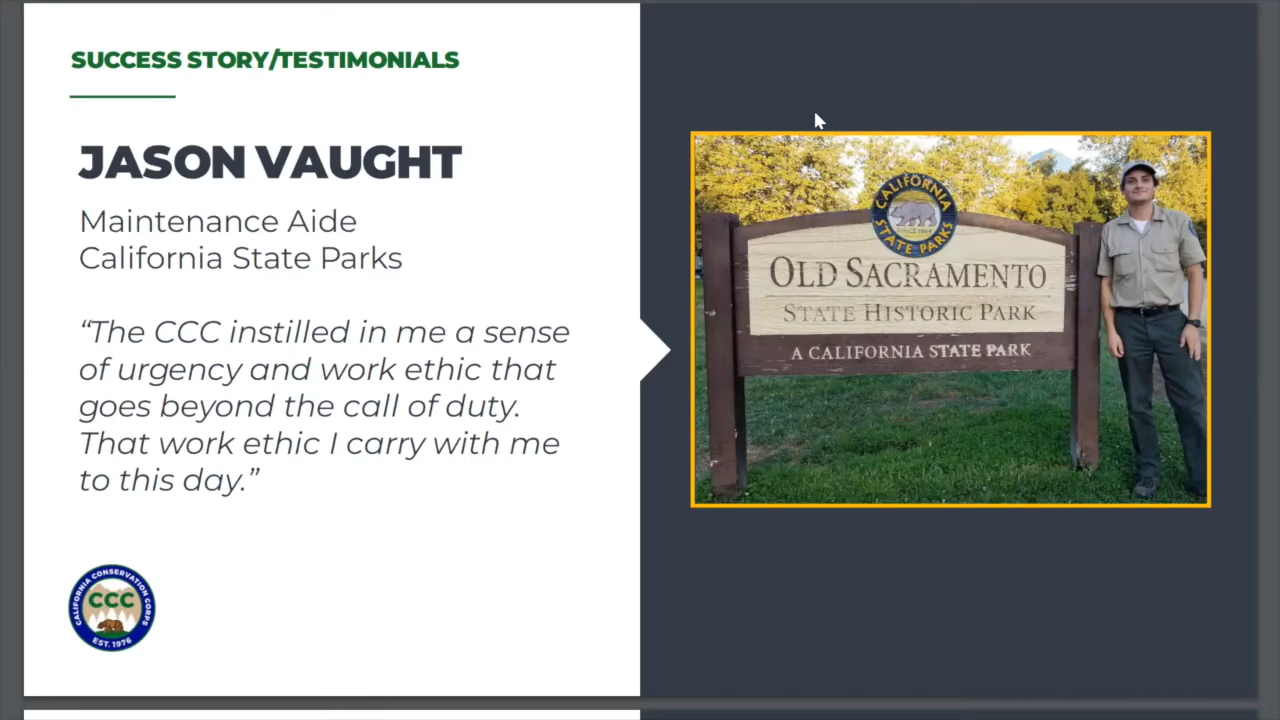 SUCCESS STORY/TESTIMONIALS
JASON VAUGHT
Maintenance Aide
California State Parks
“The CCC instilled in me a sense
of urgency and work ethic that
goes beyond the call of duty.
That work ethic I carry with me
to this day.”
CALIFORNIA CONSERVATION CORPS
CCC
EST. 1976
CALIFORNIA
SINCE 1864
STATE PARKS
OLD SACRAMENTO
STATE HISTORIC PARK
A CALIFORNIA STATE PARK